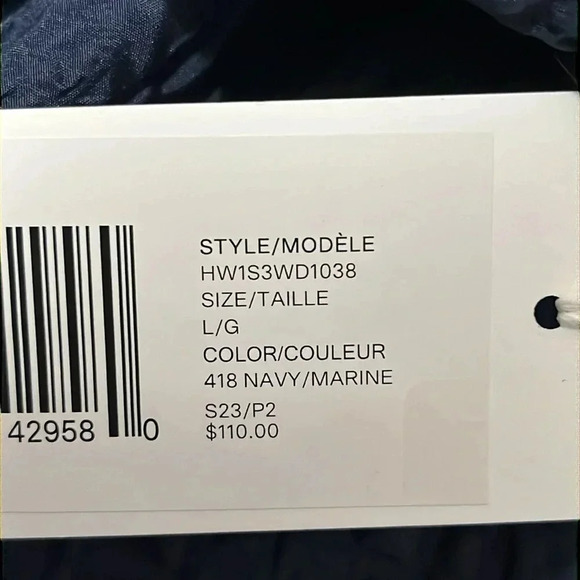 STYLE/MODÈLE
HW1S3WD1038
SIZE/TAILLE
L/G
COLOR/COULEUR
418 NAVY/MARINE
S23/P2
$110.00
42958 0